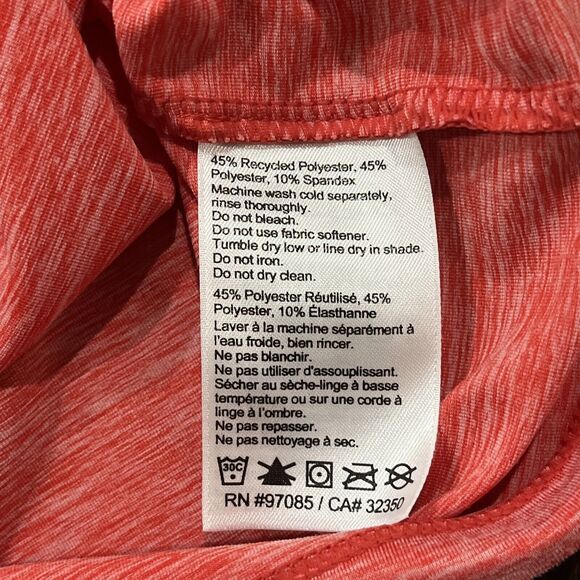 45% Recycled Polyester, 45%
Polyester, 10% Spandex
Machine wash cold separately,
rinse thoroughly.
Do not bleach.
Do not use fabric softener.
Tumble dry low or line dry in shade.
Do not iron.
Do not dry clean.
45% Polyester Réutilisé, 45%
Polyester, 10% Élasthanne
Laver à la machine séparément à
l'eau froide, bien rincer.
Ne pas blanchir.
Ne pas utiliser d'assouplissant.
Sécher au sèche-linge à basse
température ou sur une corde à
linge à l'ombre.
Ne pas repasser.
Ne pas nettoyage à sec.
30C
RN #97085 / CA# 32350